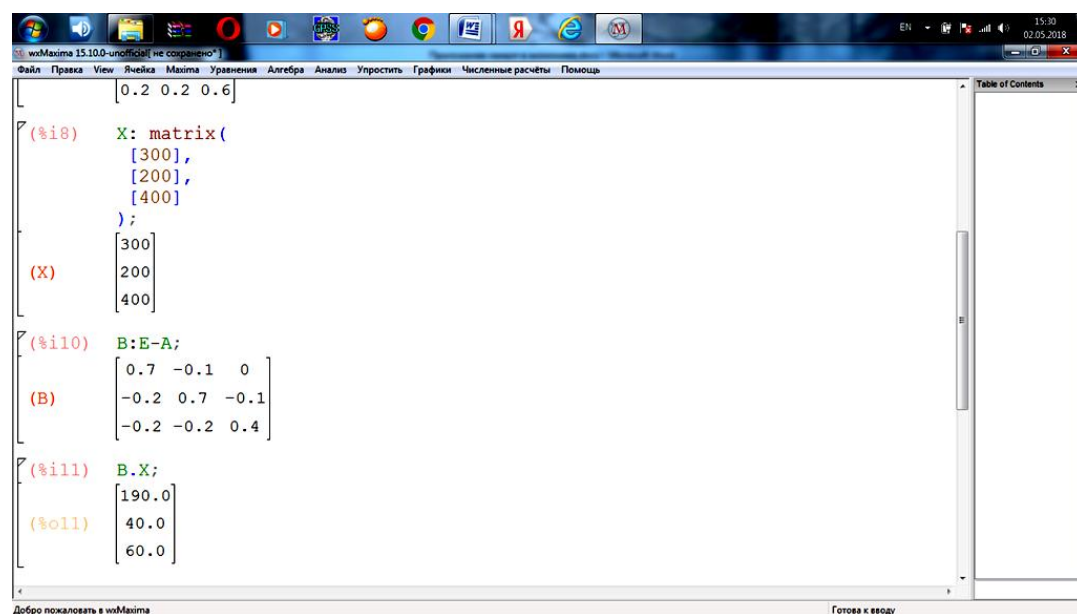 EN
15:30
02.05.2018
wxMaxima 15.10.0-unofficial[ не сохранено* ]
Файл Правка View Ячейка Maxima Уравнения Алгебра Анализ Упростить Графики Численные расчёты Помощь
Table of Contents
[0.2 0.2 0.6]
(%i8) X: matrix(
[300],
[200],
[400]
);
(X)
300
200
400
(%i10) B:E-A;
(B)
0.7 -0.1 0
-0.2 0.7 -0.1
-0.2 -0.2 0.4
(%i11) B.X;
(%o11)
190.0
40.0
60.0
Добро пожаловать в wxMaxima
Готова к вводу